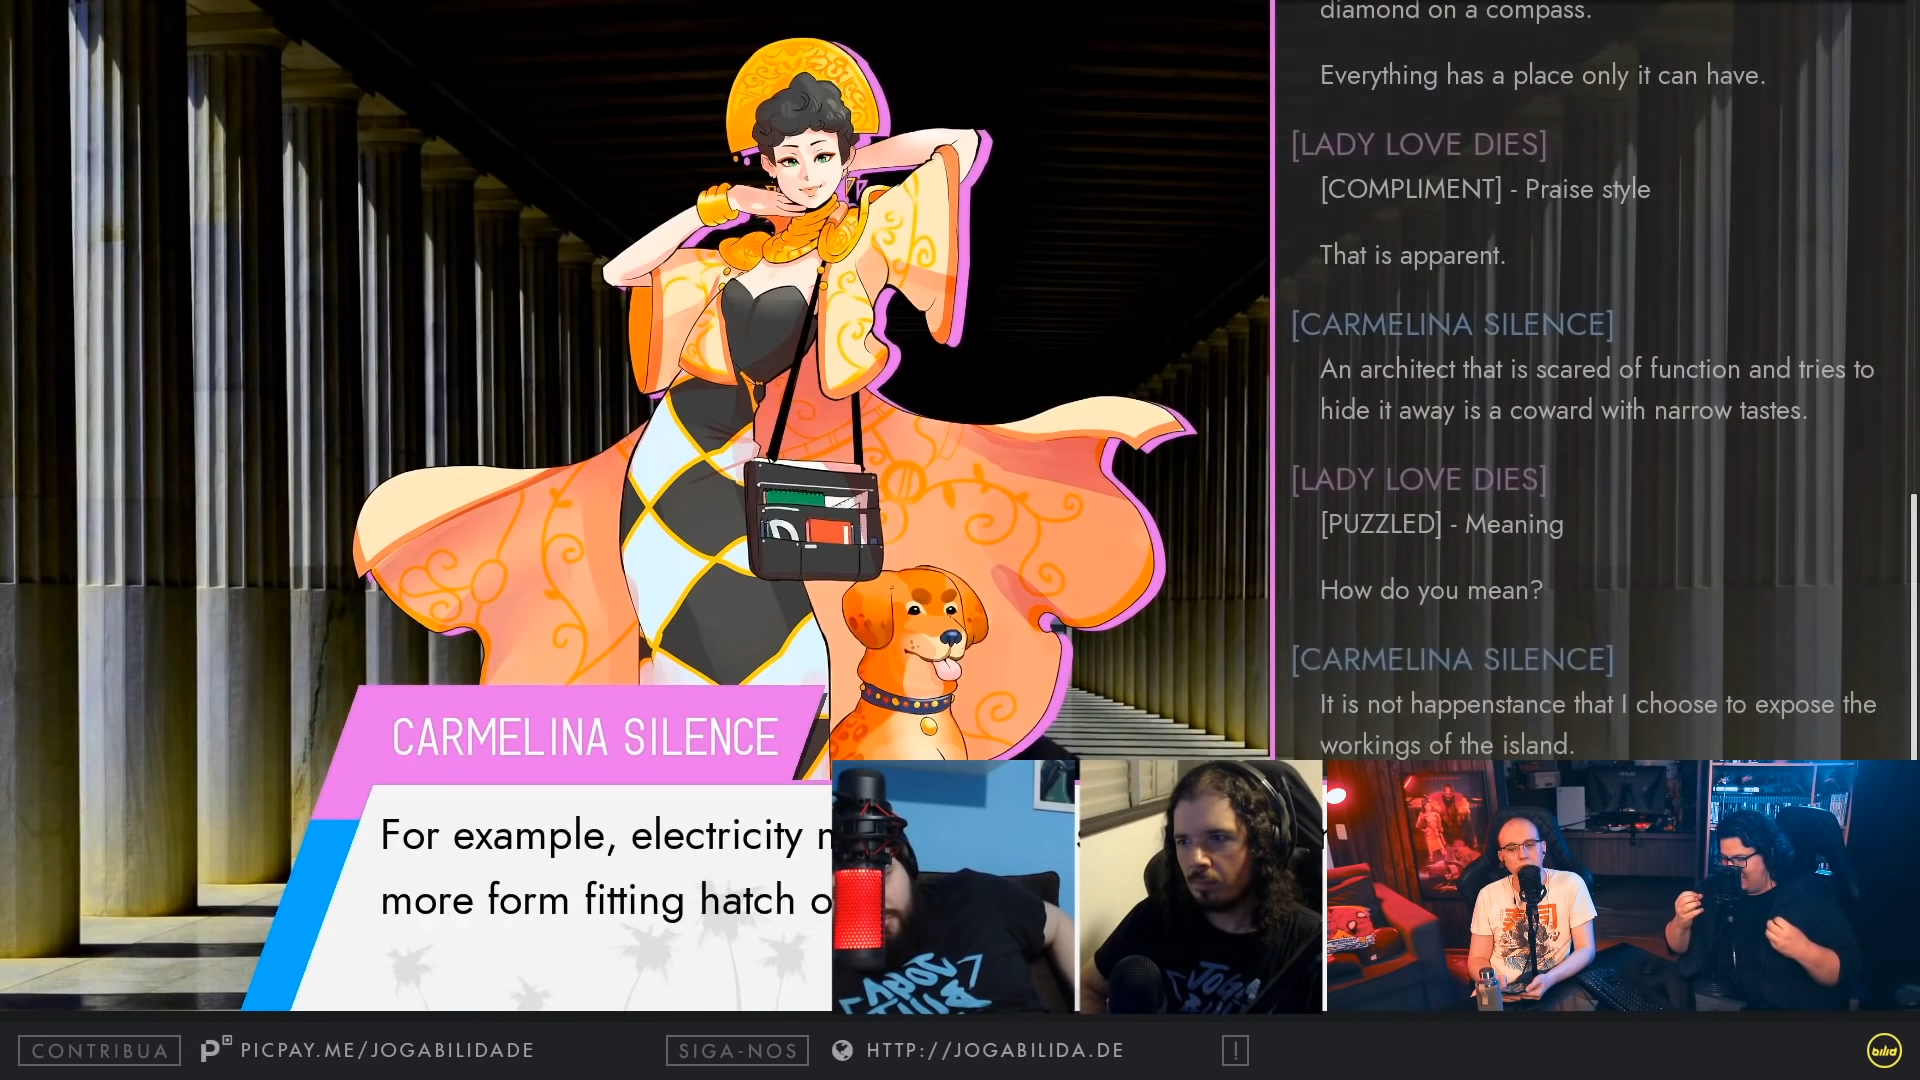 diamond on a compass.
Everything has a place only it can have.
[LADY LOVE DIES]
[COMPLIMENT] - Praise style
That is apparent.
[CARMELINA SILENCE]
An architect that is scared of function and tries to
hide it away is a coward with narrow tastes.
[LADY LOVE DIES]
[PUZZLED] - Meaning
How do you mean?
[CARMELINA SILENCE]
It is not happenstance that I choose to expose the
workings of the island.
CARMELINA SILENCE
For example, electricity
more form fitting hatch
CONTRIBUA
PICPAY.ME/JOGABILIDADE
SIGA-NOS
HTTP://JOGABILIDA.DE
!